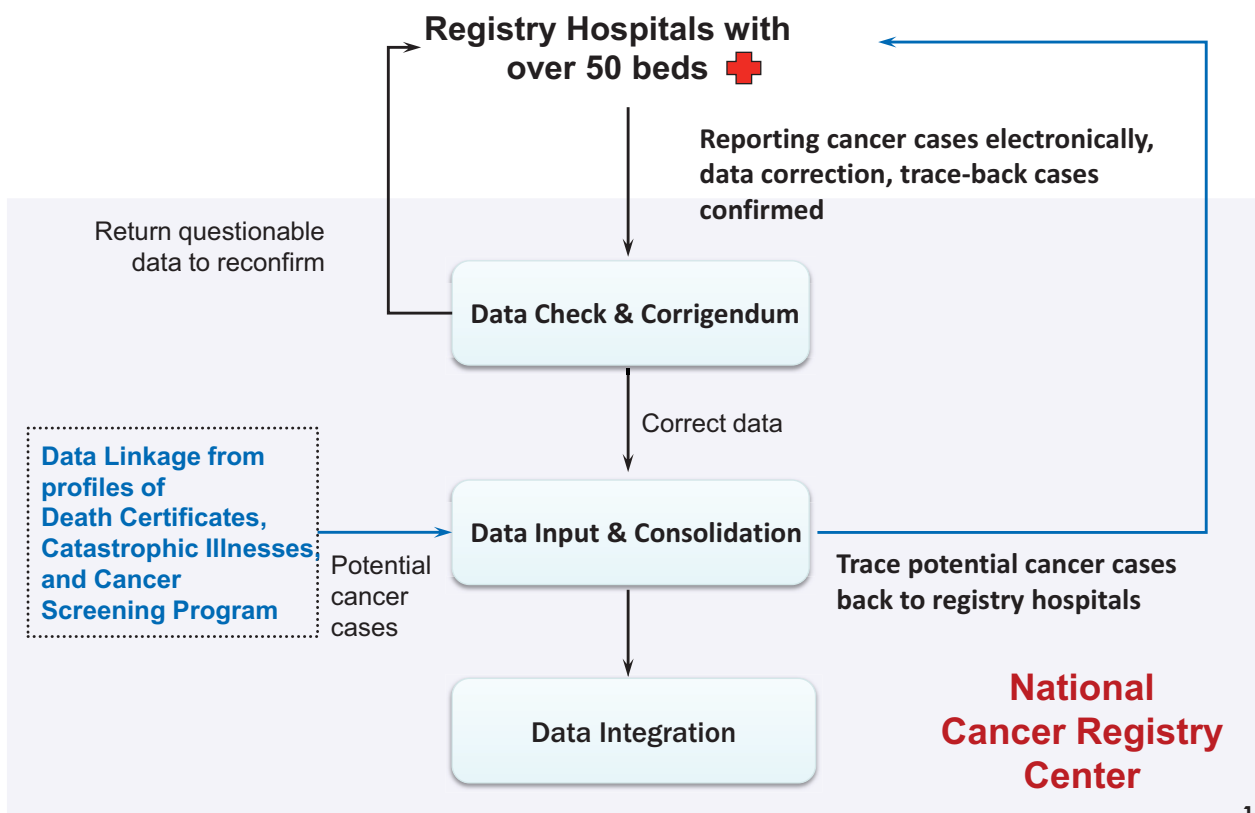 Registry Hospitals with
over 50 beds
Reporting cancer cases electronically,
data correction, trace-back cases
confirmed
Return questionable
data to reconfirm
Data Check & Corrigendum
Correct data
Data Linkage from
profiles of
Death Certificates,
Catastrophic Illnesses,
and Cancer
Screening Program
Potential
cancer
cases
Data Input & Consolidation
Trace potential cancer cases
back to registry hospitals
Data Integration
National
Cancer Registry
Center